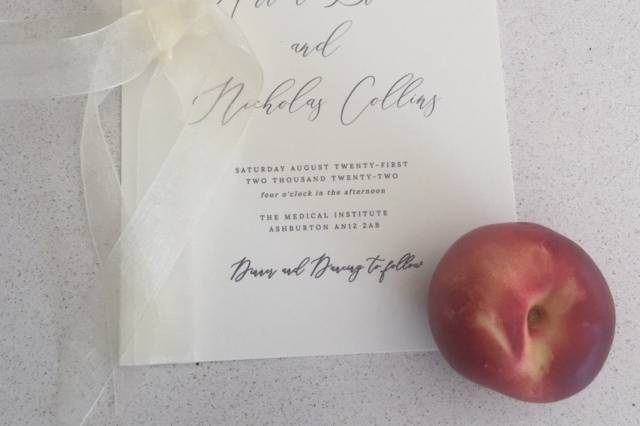 and
Nicholas Collins
SATURDAY AUGUST TWENTY-FIRST
TWO THOUSAND TWENTY-TWO
four o'clock in the afternoon
THE MEDICAL INSTITUTE
ASHBURTON AN12 2AB
Dinner and Dancing to follow